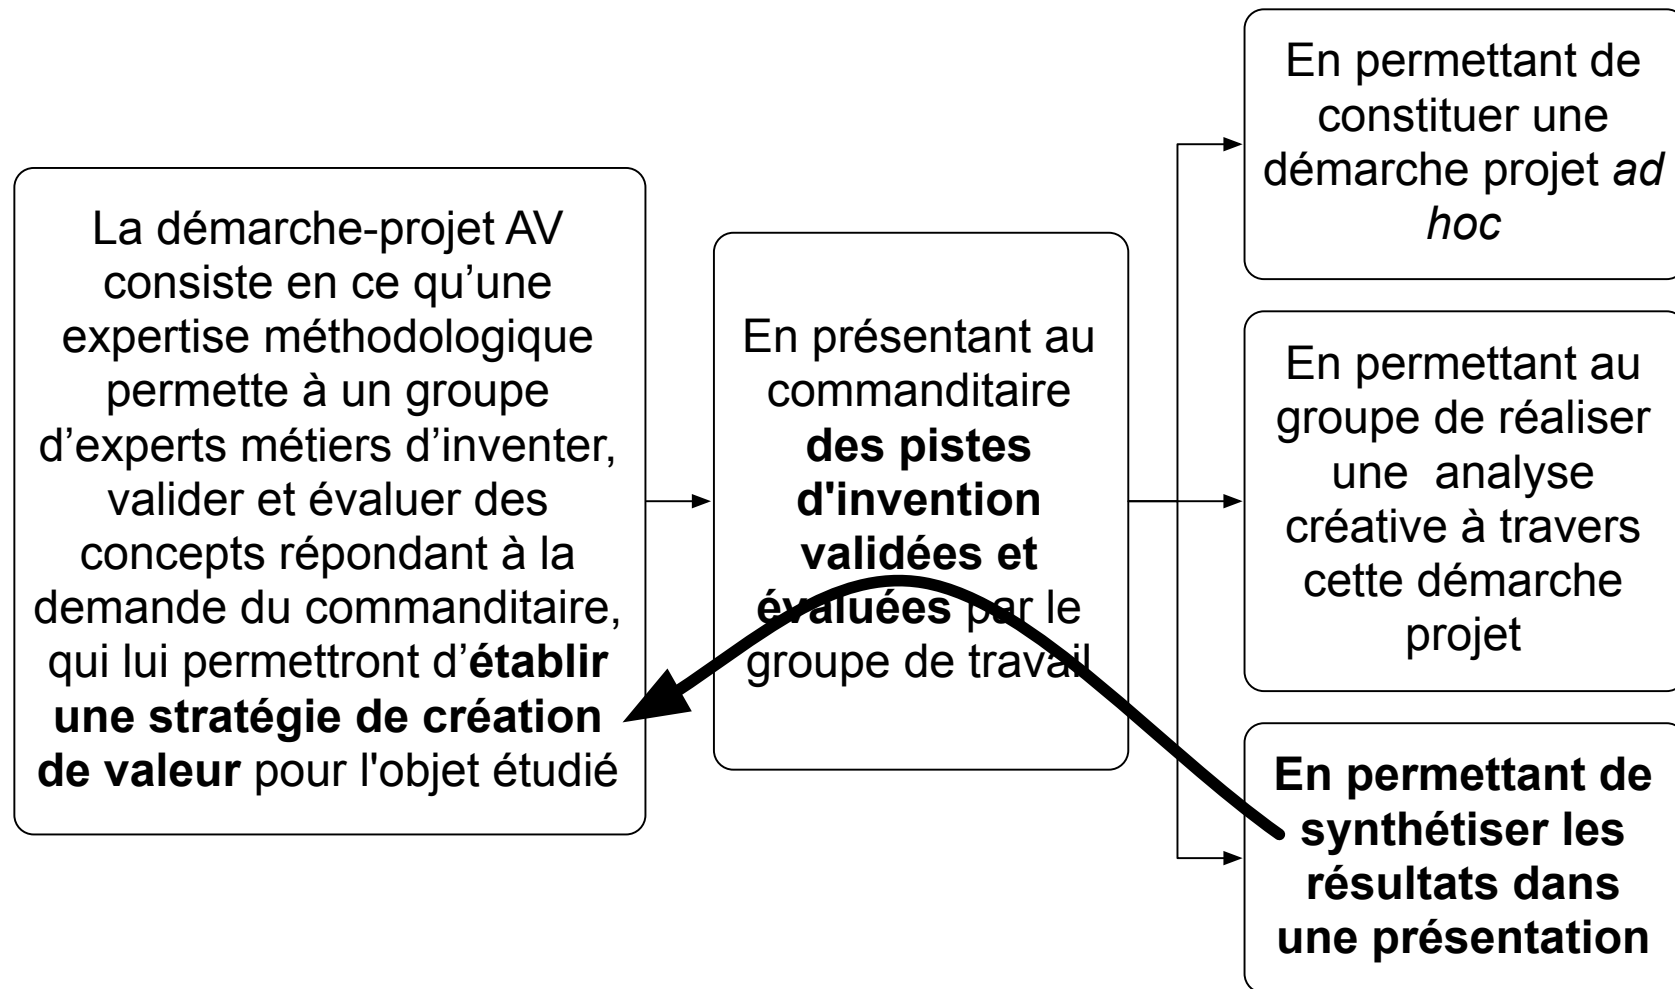 La démarche-projet AV
consiste en ce qu’une
expertise méthodologique
permette à un groupe
d’experts métiers d’inventer,
valider et évaluer des
concepts répondant à la
demande du commanditaire,
qui lui permettront d’établir
une stratégie de création
de valeur pour l'objet étudié
En présentant au
commanditaire
des pistes
d'invention
validées et
évaluées par le
groupe de travail
En permettant de
constituer une
démarche projet ad
hoc
En permettant au
groupe de réaliser
une  analyse
créative à travers
cette démarche
projet
En permettant de
synthétiser les
résultats dans
une présentation